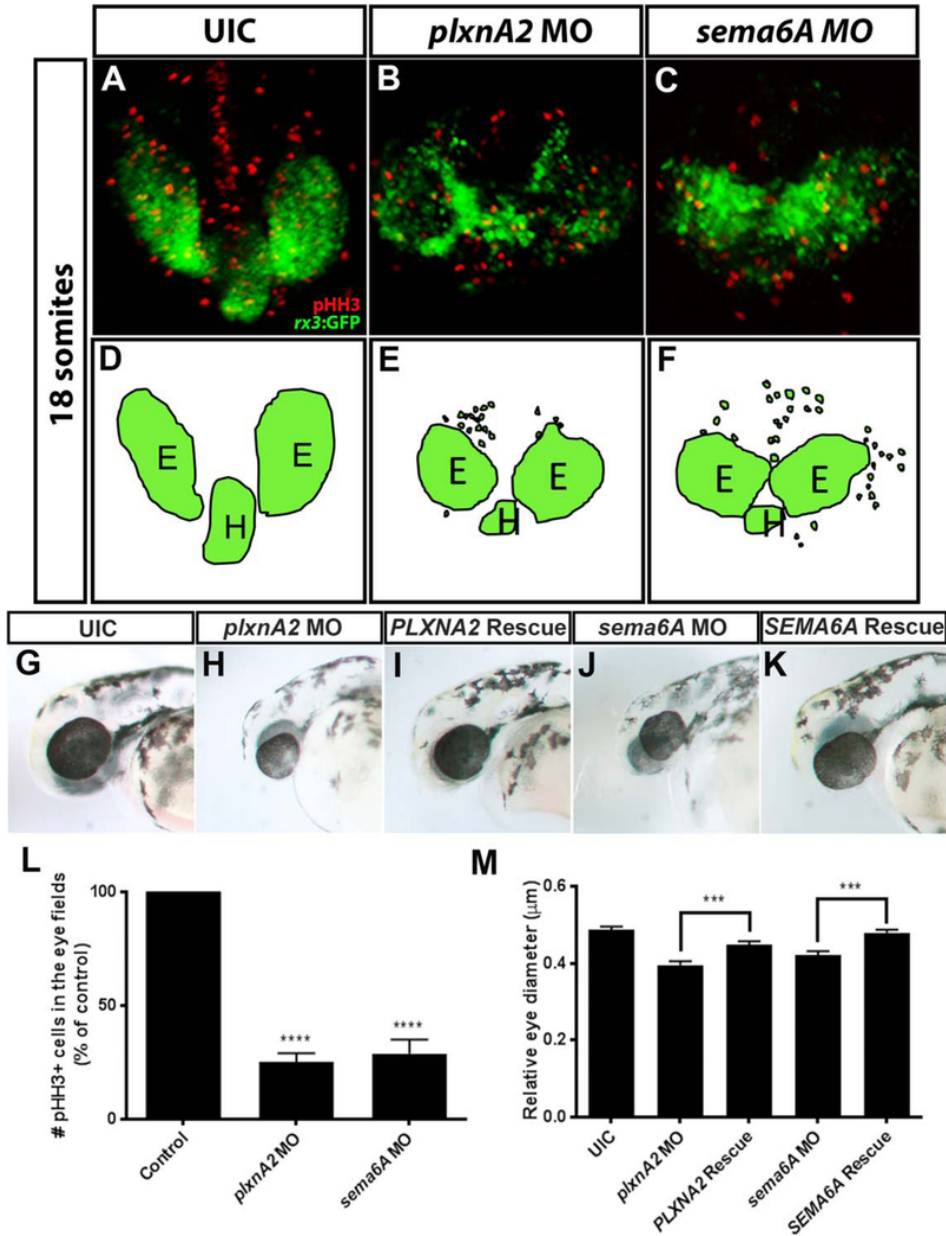 UIC
plxnA2 MO
sema6A MO
18 somites
A
B
C
pHH3
rx3:GFP
D
E
F
E
E
H
E
E
H
E
E
H
UIC
plxnA2 MO
PLXNA2 Rescue
sema6A MO
SEMA6A Rescue
G
H
I
J
K
L
# pHH3+ cells in the eye fields
(% of control)
100
50
0
****
****
Control
plxnA2 MO
sema6A MO
M
Relative eye diameter (μm)
0.6
0.4
0.2
0.0
***
***
UIC
plxnA2 MO
PLXNA2 Rescue
sema6A MO
SEMA6A Rescue